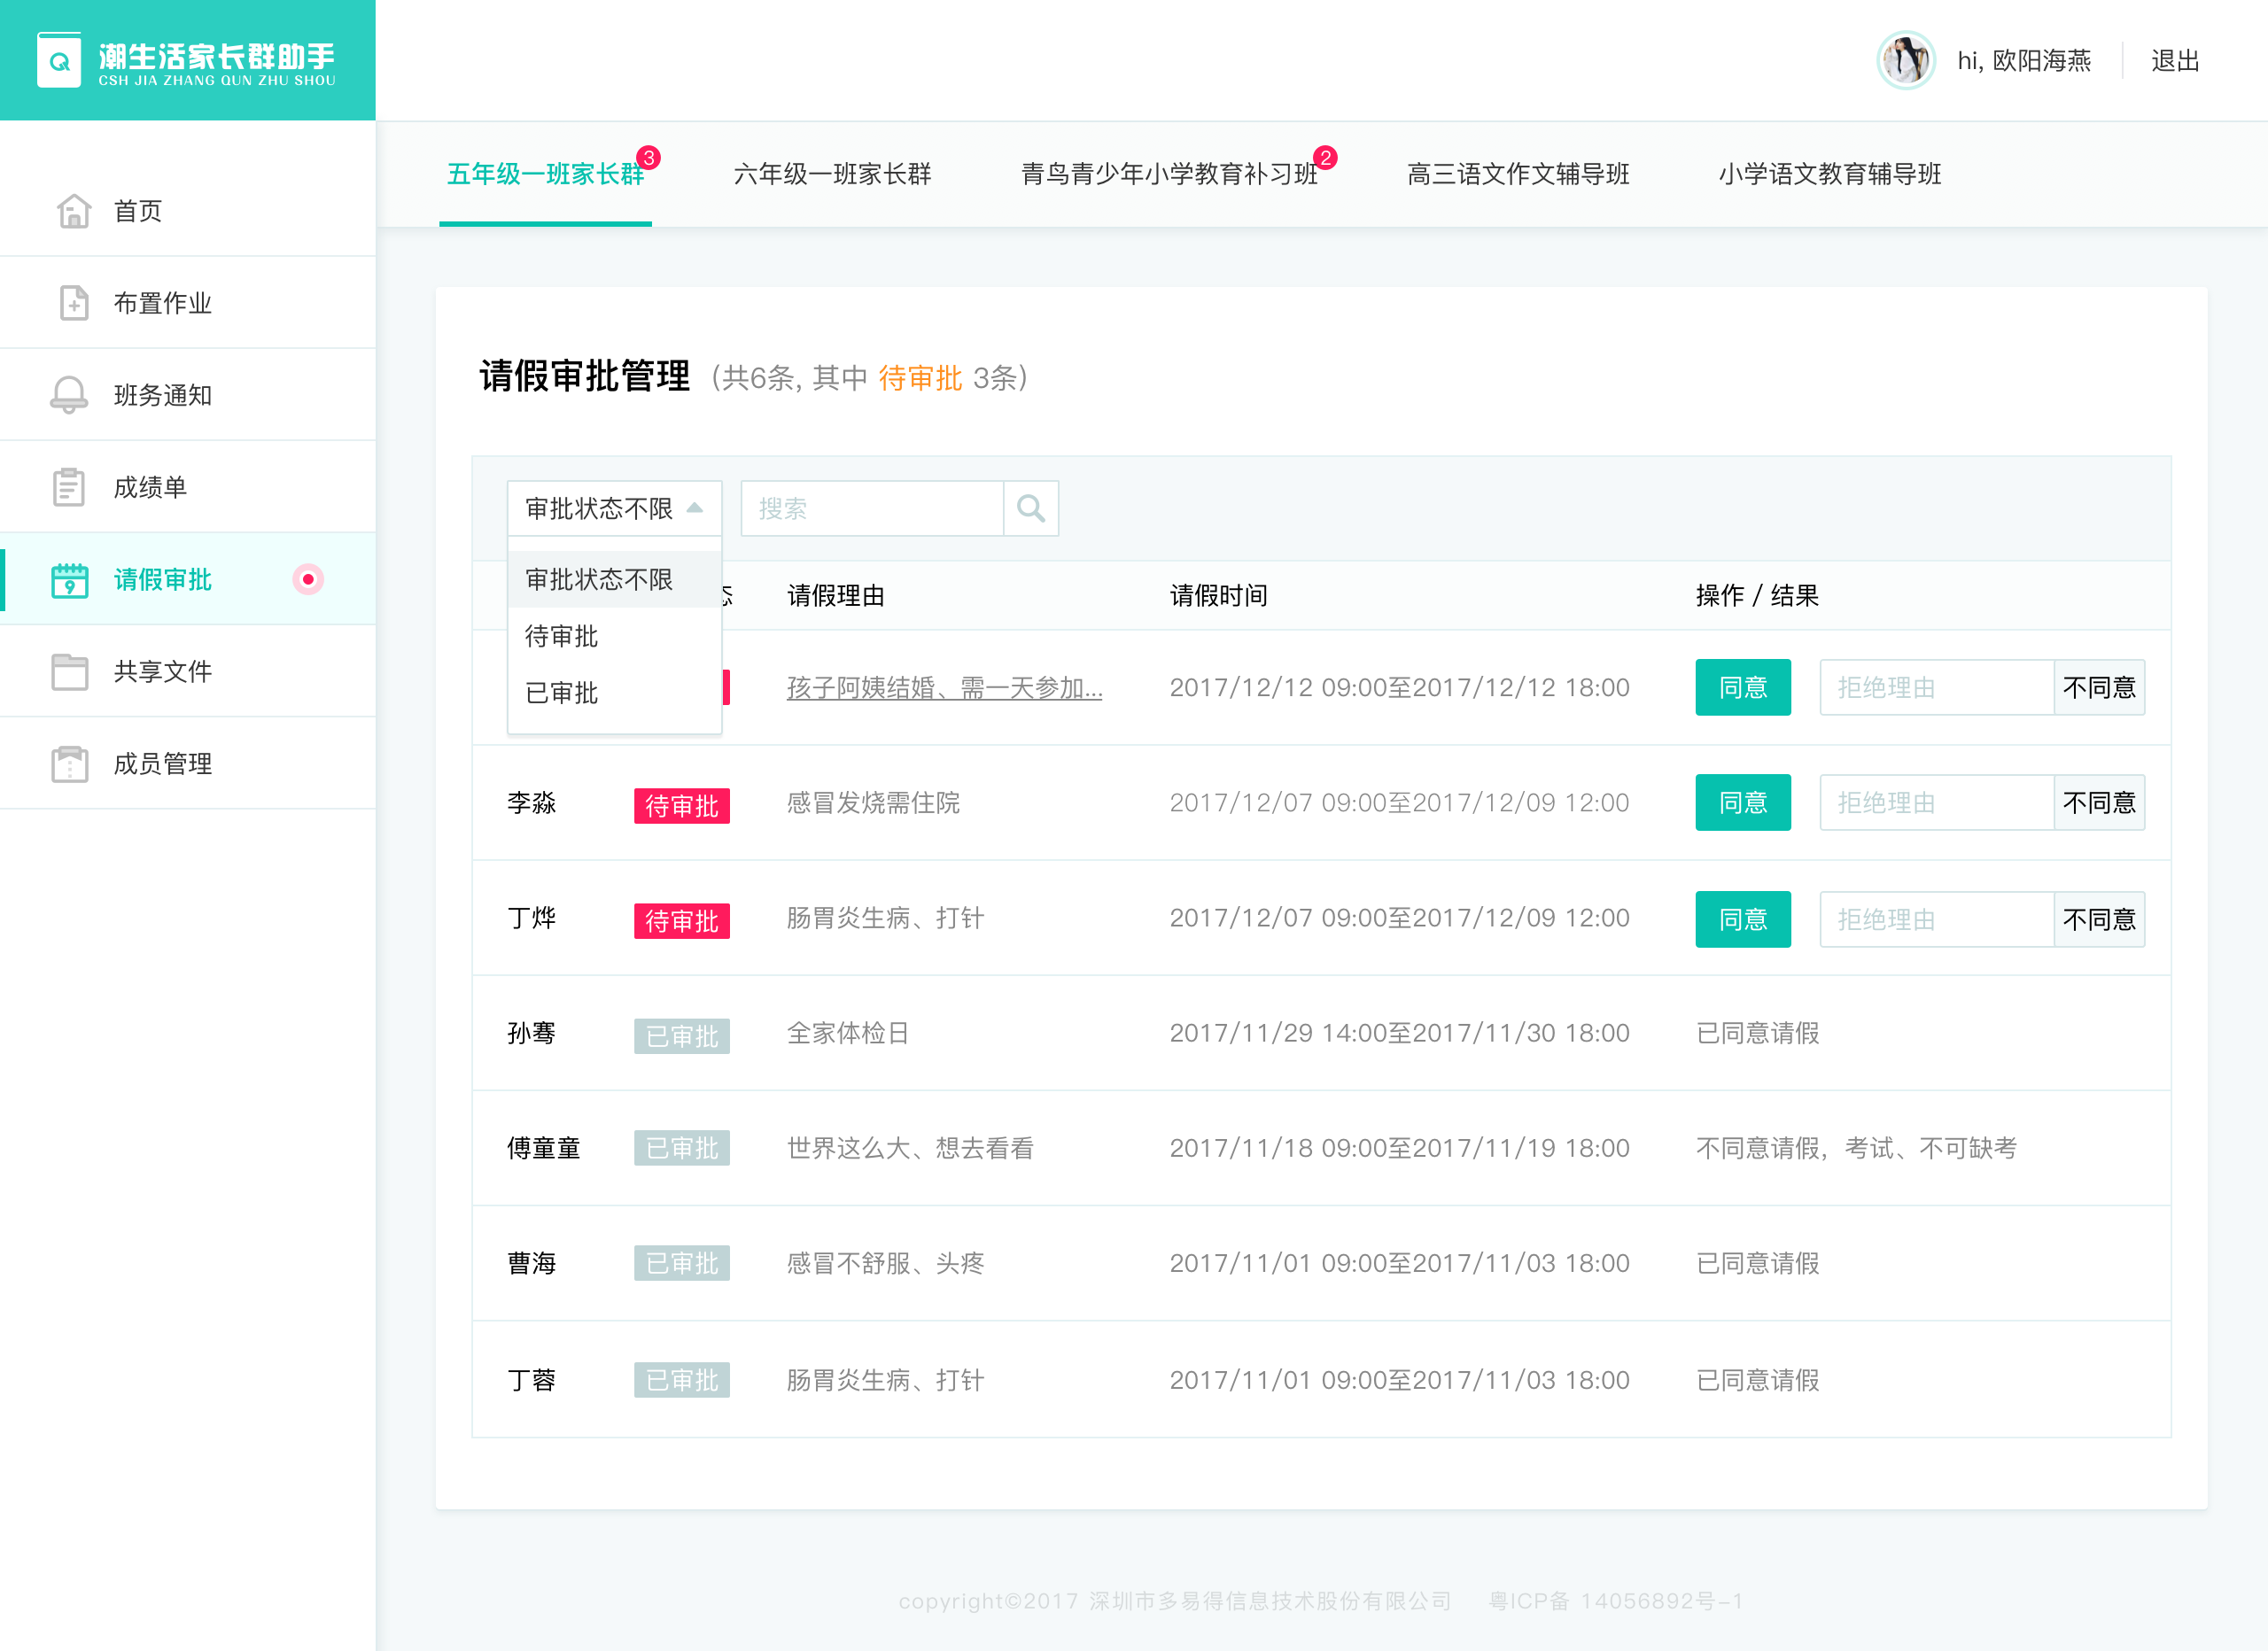 潮生活家长群助手
CSH JIA ZHANG QUN ZHU SHOU
hi, 欧阳海燕 退出
首页
布置作业
班务通知
成绩单
请假审批
共享文件
成员管理
五年级一班家长群 3 六年级一班家长群 青鸟青少年小学教育补习班 2 高三语文作文辅导班 小学语文教育辅导班
请假审批管理 (共6条, 其中 待审批 3条)
审批状态不限 搜索
审批状态不限
待审批
已审批
请假理由 请假时间 操作 / 结果
孩子阿姨结婚、需一天参加... 2017/12/12 09:00至2017/12/12 18:00 同意 拒绝理由 不同意
李淼 待审批 感冒发烧需住院 2017/12/07 09:00至2017/12/09 12:00 同意 拒绝理由 不同意
丁烨 待审批 肠胃炎生病、打针 2017/12/07 09:00至2017/12/09 12:00 同意 拒绝理由 不同意
孙骞 已审批 全家体检日 2017/11/29 14:00至2017/11/30 18:00 已同意请假
傅童童 已审批 世界这么大、想去看看 2017/11/18 09:00至2017/11/19 18:00 不同意请假，考试、不可缺考
曹海 已审批 感冒不舒服、头疼 2017/11/01 09:00至2017/11/03 18:00 已同意请假
丁蓉 已审批 肠胃炎生病、打针 2017/11/01 09:00至2017/11/03 18:00 已同意请假
copyright©2017 深圳市多易得信息技术股份有限公司 粤ICP备 14056892号-1